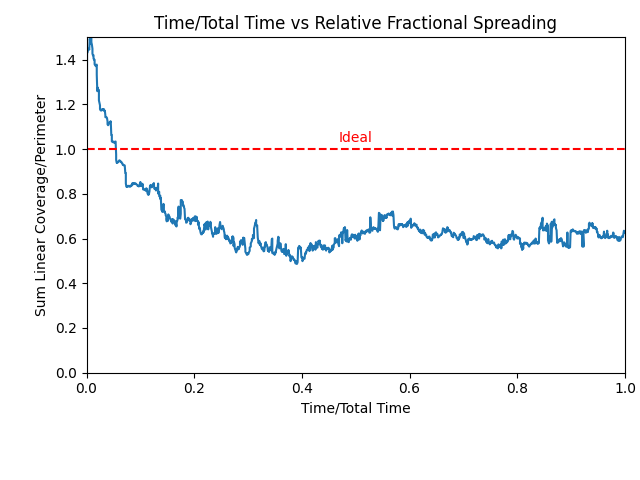 Time/Total Time vs Relative Fractional Spreading
Sum Linear Coverage/Perimeter
1.4
1.2
1.0
0.8
0.6
0.4
0.2
0.0
Ideal
0.0 0.2 0.4 0.6 0.8 1.0
Time/Total Time